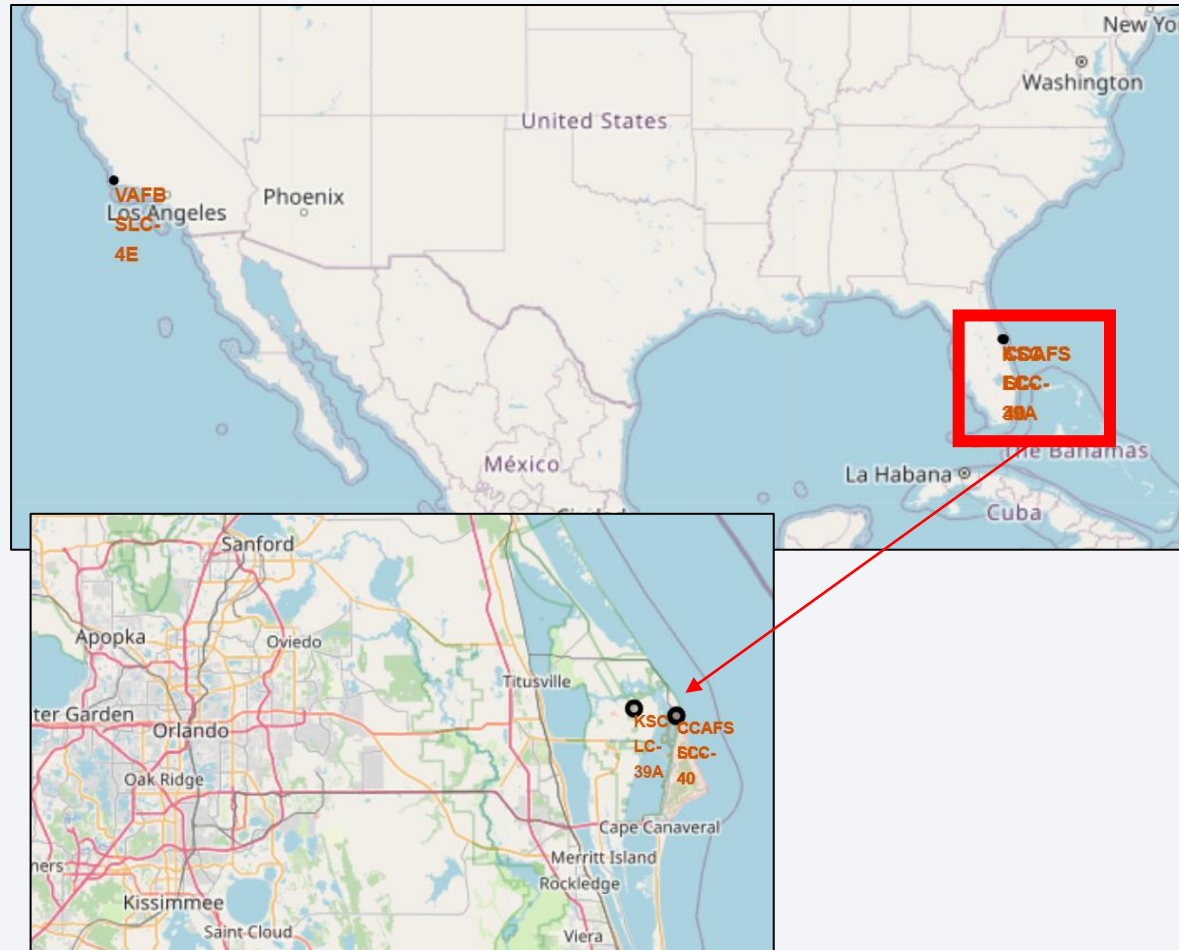 New Yo
Washington
United States
VAFB
Los Angeles
SLC-
4E
Phoenix
México
La Habana
The Bahamas
Cuba
Sanford
Apopka
Oviedo
Titusville
ter Garden
Orlando
KSC
LC-
39A
CCAFS
40
Oak Ridge
Cape Canaveral
Merritt Island
Rockledge
ners
Kissimmee
Saint Cloud
Viera